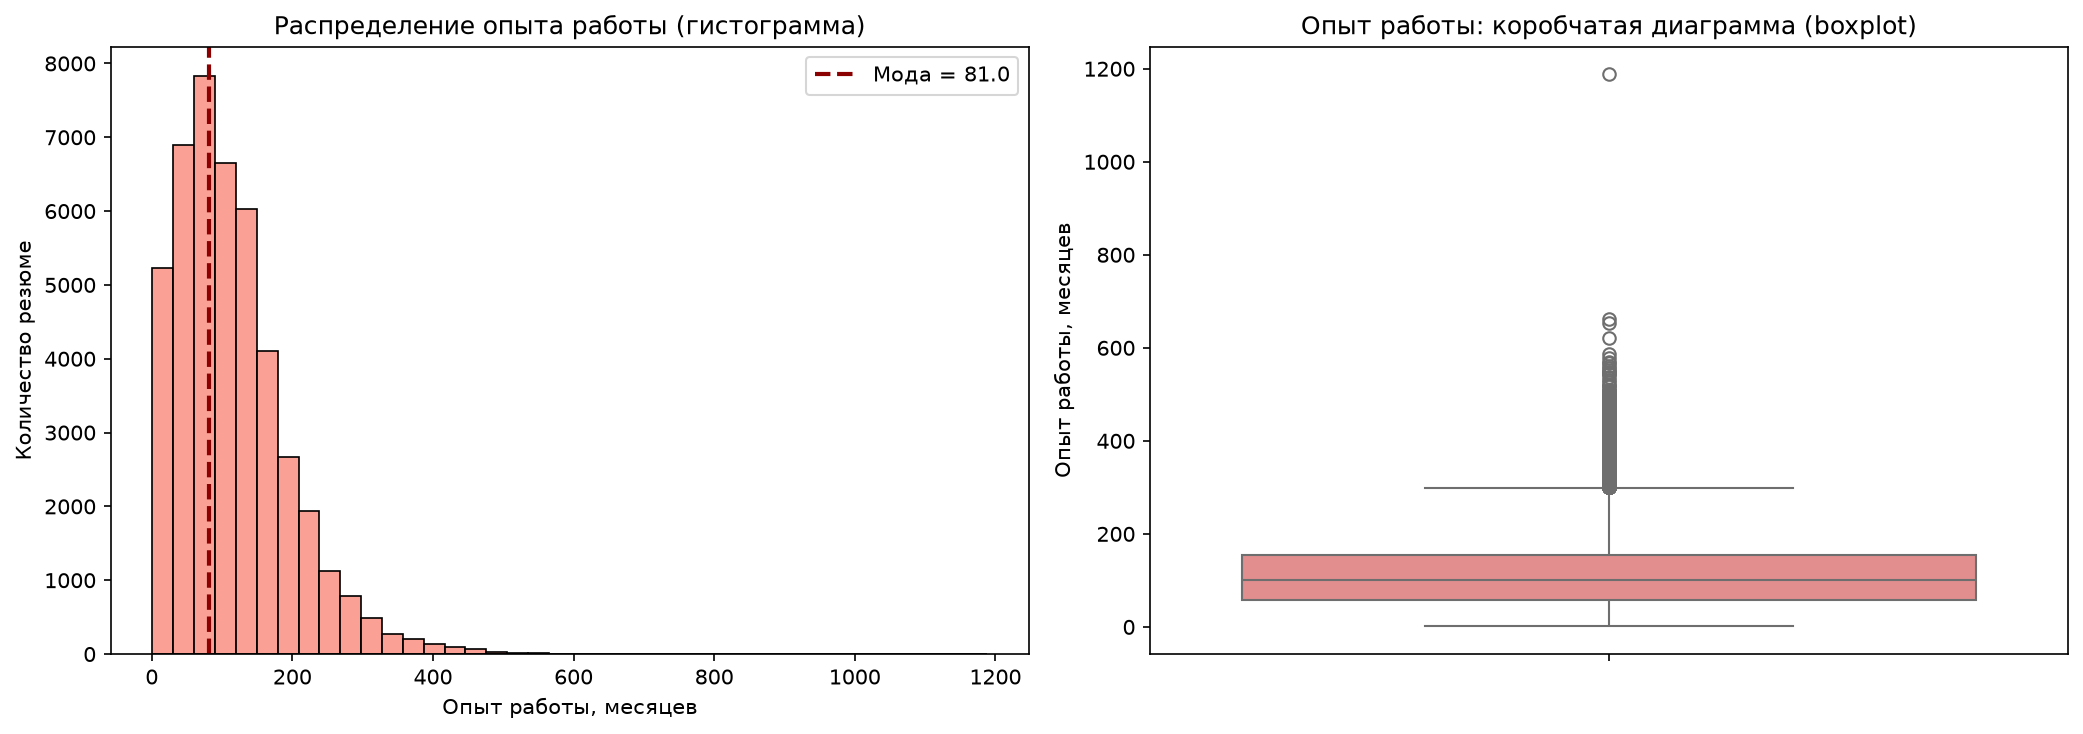 Распределение опыта работы (гистограмма)
Мода = 81.0
Количество резюме
8000
7000
6000
5000
4000
3000
2000
1000
0
0 200 400 600 800 1000 1200
Опыт работы, месяцев
Опыт работы: коробчатая диаграмма (boxplot)
Опыт работы, месяцев
1200
1000
800
600
400
200
0